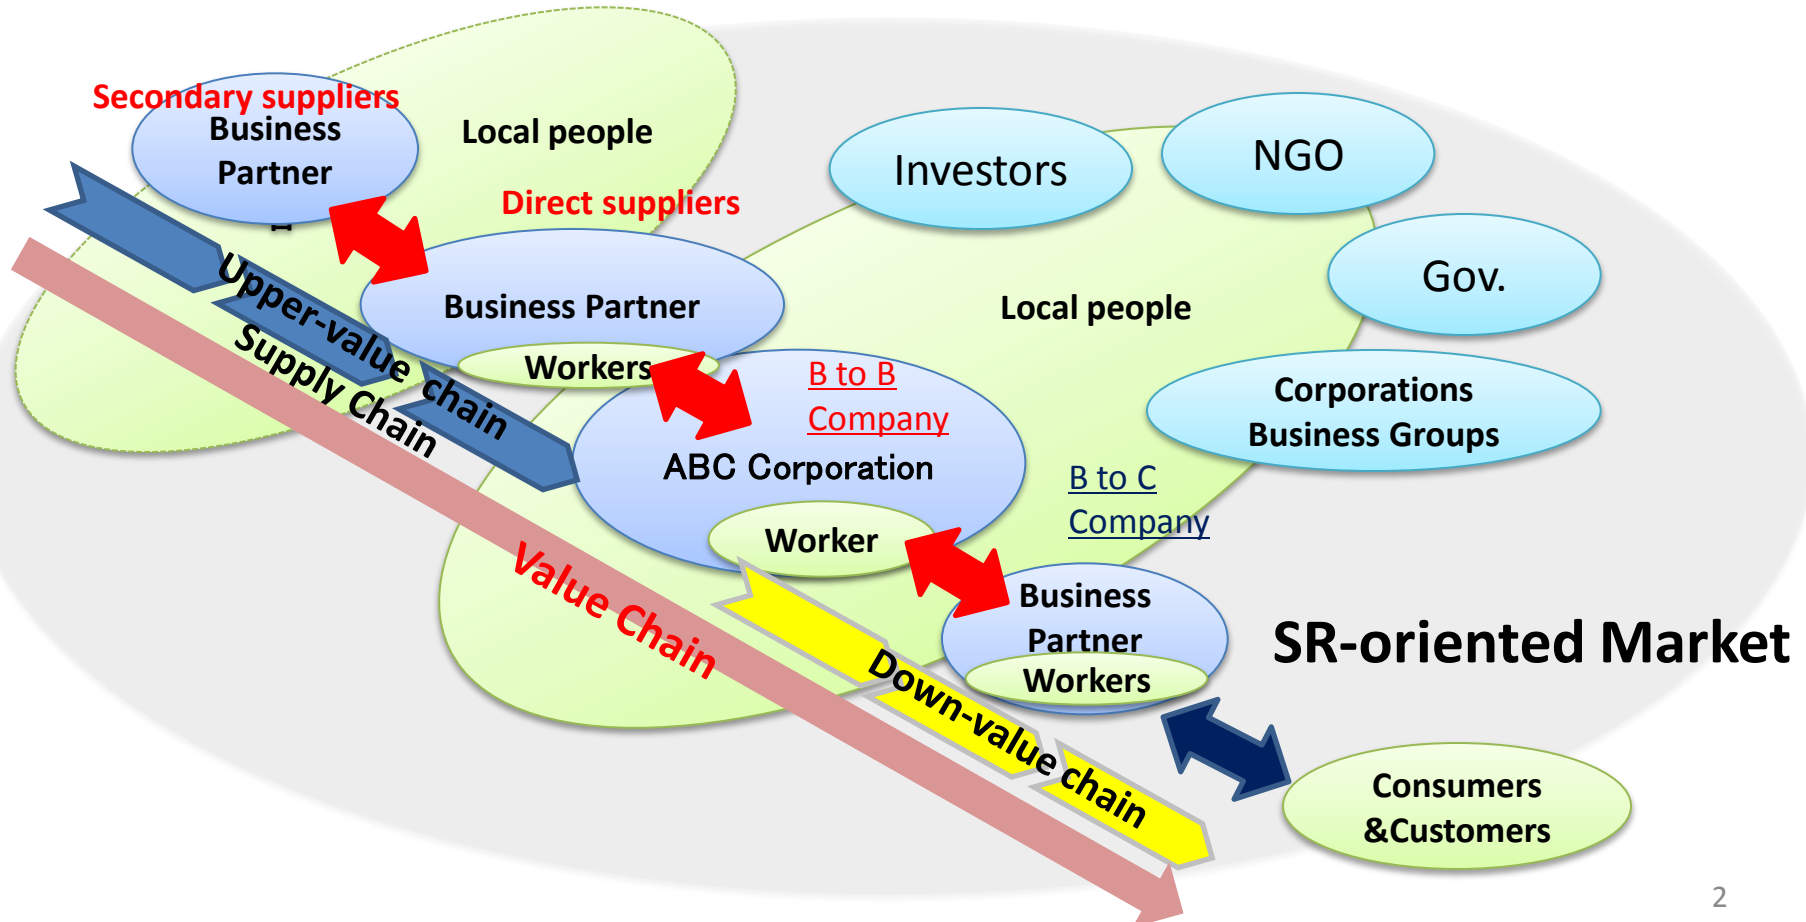 Secondary suppliers
Business
Partner
Local people
Direct suppliers
Investors
NGO
Gov.
Business Partner
Workers
Local people
Upper-value chain
Supply Chain
B to B
Company
ABC Corporation
Corporations
Business Groups
B to C
Company
Worker
Value Chain
Business
Partner
Workers
Down-value chain
SR-oriented Market
Consumers
&Customers
2